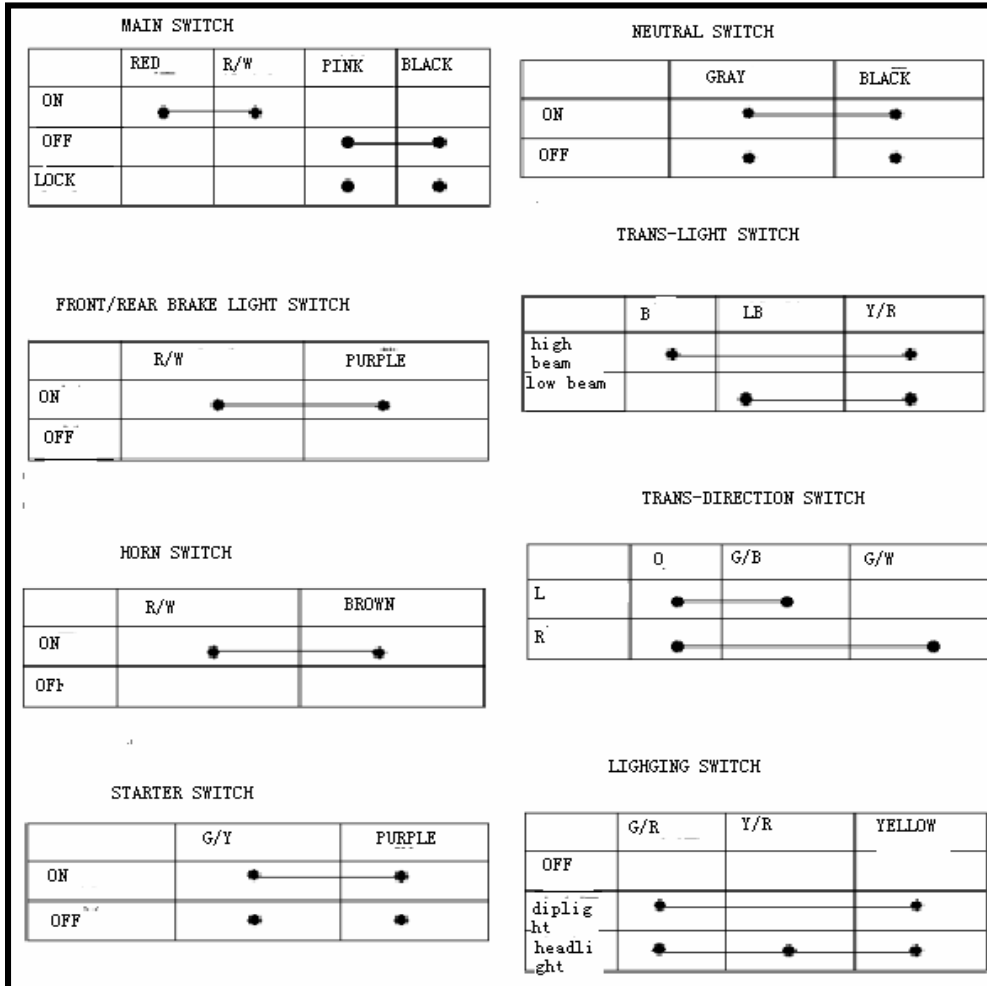 MAIN SWITCH
RED R/W PINK BLACK
ON
OFF
LOCK
FRONT/REAR BRAKE LIGHT SWITCH
R/W PURPLE
ON
OFF
HORN SWITCH
R/W BROWN
ON
OFF
STARTER SWITCH
G/Y PURPLE
ON
OFF
NEUTRAL SWITCH
GRAY BLACK
ON
OFF
TRANS-LIGHT SWITCH
B LB Y/R
high
beam
low beam
TRANS-DIRECTION SWITCH
O G/B G/W
L
R
LIGHGING SWITCH
G/R Y/R YELLOW
OFF
diplig
ht
headli
ght